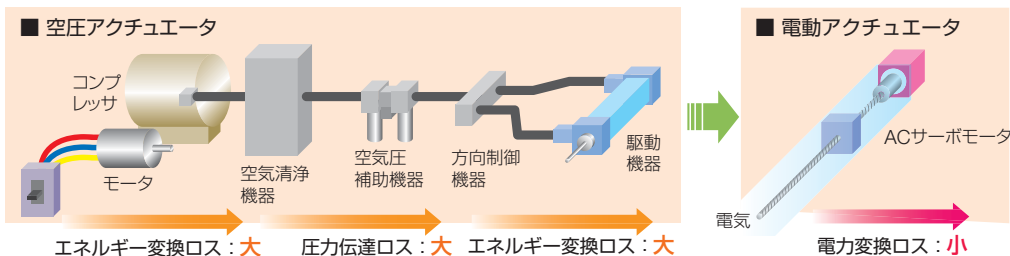 ■ 空圧アクチュエータ
コンプ
レッサ
モータ
空気清浄
機器
空気圧
補助機器
方向制御
機器
駆動
機器
エネルギー変換ロス：大
圧力伝達ロス：大
エネルギー変換ロス：大
■ 電動アクチュエータ
ACサーボモータ
電気
電力変換ロス：小